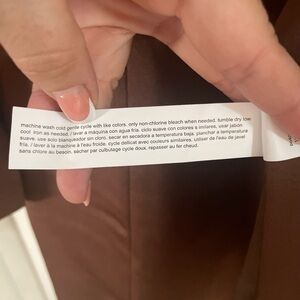 machine wash cold gentle cycle with like colors. only non-chlorine bleach when needed. tumble dry low.
cool iron as needed. / lavar a máquina con agua fría. ciclo suave con colores similares, usar jabón
suave. use solo blanqueador sin cloro. secar en secadora a temperatura baja. planchar a temperatura
fría. / laver à la machine à l'eau froide. cycle délicat avec couleurs similaires. utiliser de l'eau de javel
sans chlore au besoin. sécher par culbutage cycle doux. repasser au fer chaud.